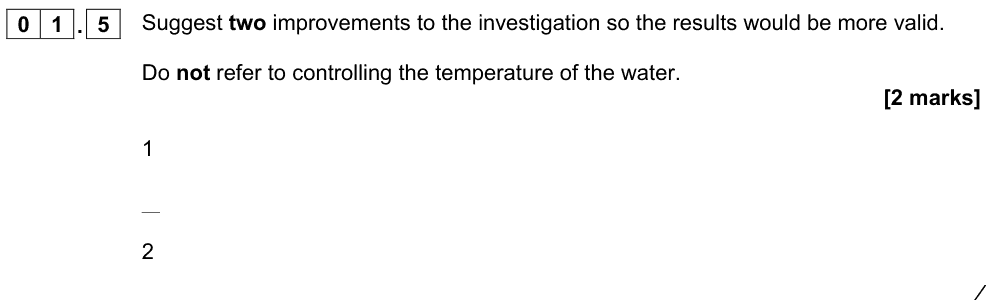 0 1 . 5 Suggest two improvements to the investigation so the results would be more valid.
Do not refer to controlling the temperature of the water.
[2 marks]
1
2